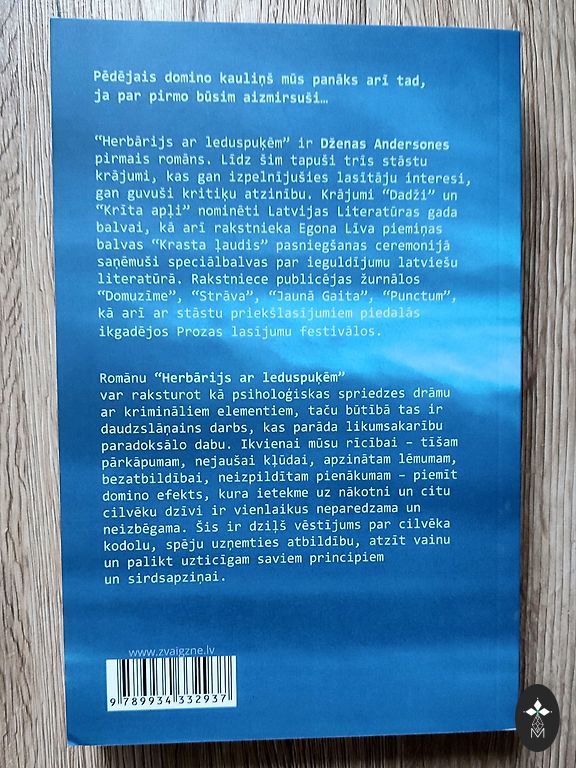 Pēdējais domino kauliņš mūs panāks arī tad,
ja par pirmo būsim aizmirsuši…
“Herbārijs ar leduspuķēm” ir Dženas Andersones
pirmais romāns. Līdz šim tapuši trīs stāstu
krājumi, kas gan izpelnījušies lasītāju interesi,
gan guvuši kritiķu atzinību. Krājumi “Dadži” un
“Krīta apļi” nominēti Latvijas Literatūras gada
balvai, kā arī rakstnieka Egona Līva piemiņas
balvas “Krasta ļaudis” pasniegšanas ceremonijā
saņēmuši speciālbalvas par ieguldījumu latviešu
literatūrā. Rakstniece publicējas žurnālos
“Domuzīme”, “Strāva”, “Jaunā Gaita”, “Punctum”,
kā arī ar stāstu priekšlasījumiem piedalās
ikgadējos Prozas lasījumu festivālos.
Romānu “Herbārijs ar leduspuķēm”
var raksturot kā psiholoģiskas spriedzes drāmu
ar krimināliem elementiem, taču būtībā tas ir
daudzslāņains darbs, kas parāda likumsakarību
paradoksālo dabu. Ikvienai mūsu rīcībai – tīšam
pārkāpumam, nejaušai kļūdai, apzinātam lēmumam,
bezatbildībai, neizpildītam pienākumam – piemīt
domino efekts, kura ietekme uz nākotni un citu
cilvēku dzīvi ir vienlaikus neparedzama un
neizbēgama. Šis ir dziļš vēstījums par cilvēka
kodolu, spēju uzņemties atbildību, atzīt vainu
un palikt uzticīgam saviem principiem
un sirdsapziņai.
www.zvaigzne.lv
9 789934 332937